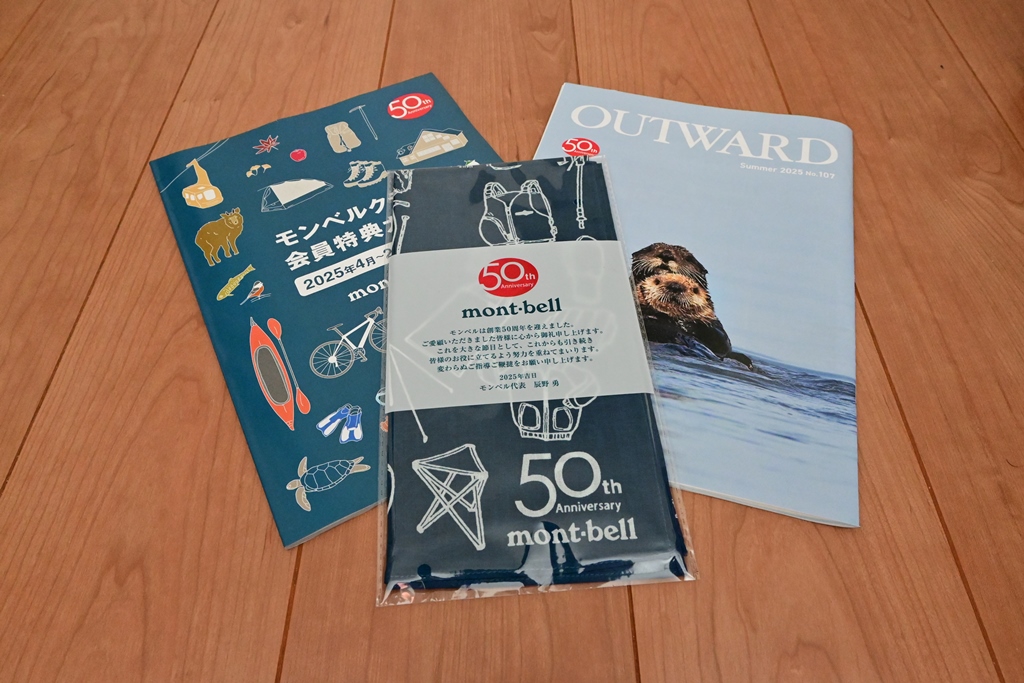 50th
Anniversary
モンベルク
会員特典
2025年4月~2
mon
OUTWARD
50th
Anniversary
Summer 2025 No.107
50th
Anniversary
mont·bell
モンベルは創業50周年を迎えました。
ご愛顧いただきました皆様に心から御礼申し上げます。
これを大きな節目として、これからも引き続き
皆様のお役に立てるよう努力を重ねてまいります。
変わらぬご指導ご鞭撻をお願い申し上げます。
2025年吉日
モンベル代表 辰野 勇
50th
Anniversary
mont·bell